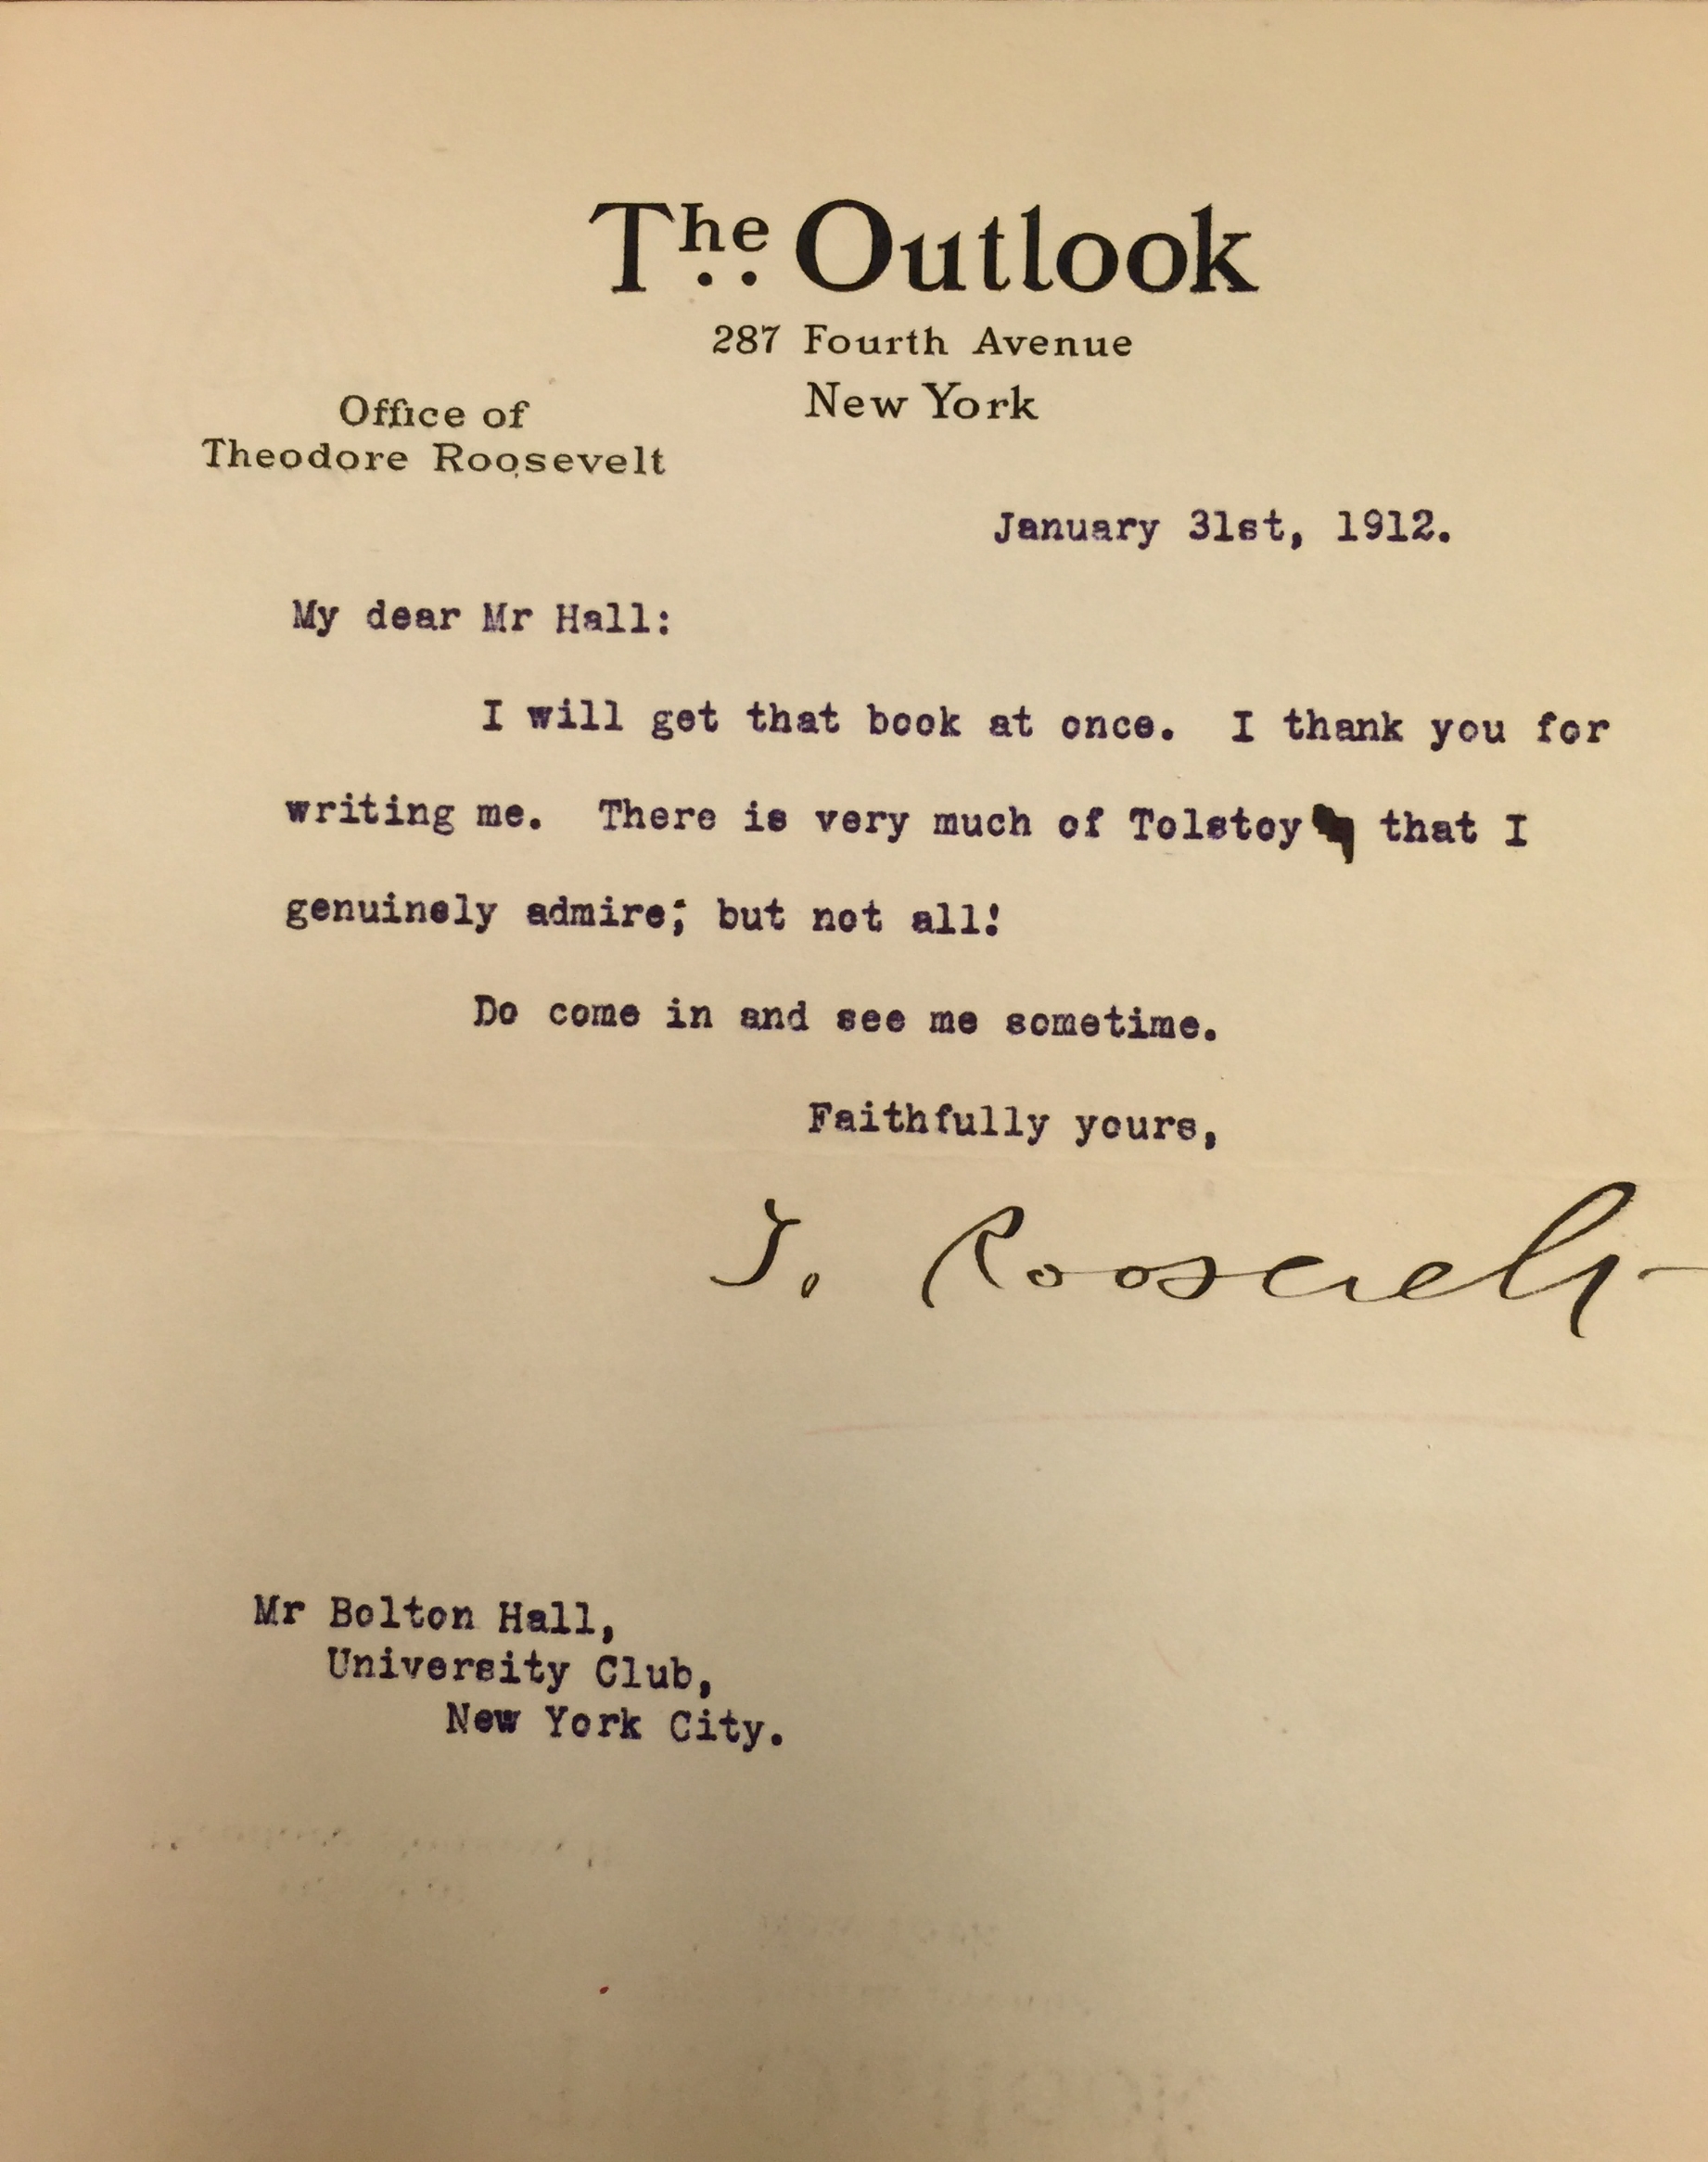 The Outlook
287 Fourth Avenue
New York
Office of
Theodore Roosevelt
January 31st, 1912.
My dear Mr Hall:
I will get that book at once. I thank you for
writing me. There is very much of Tolstoy that I
genuinely admire; but not all!
Do come in and see me sometime.
Faithfully yours,
T. Roosevelt
Mr Bolton Hall,
University Club,
New York City.